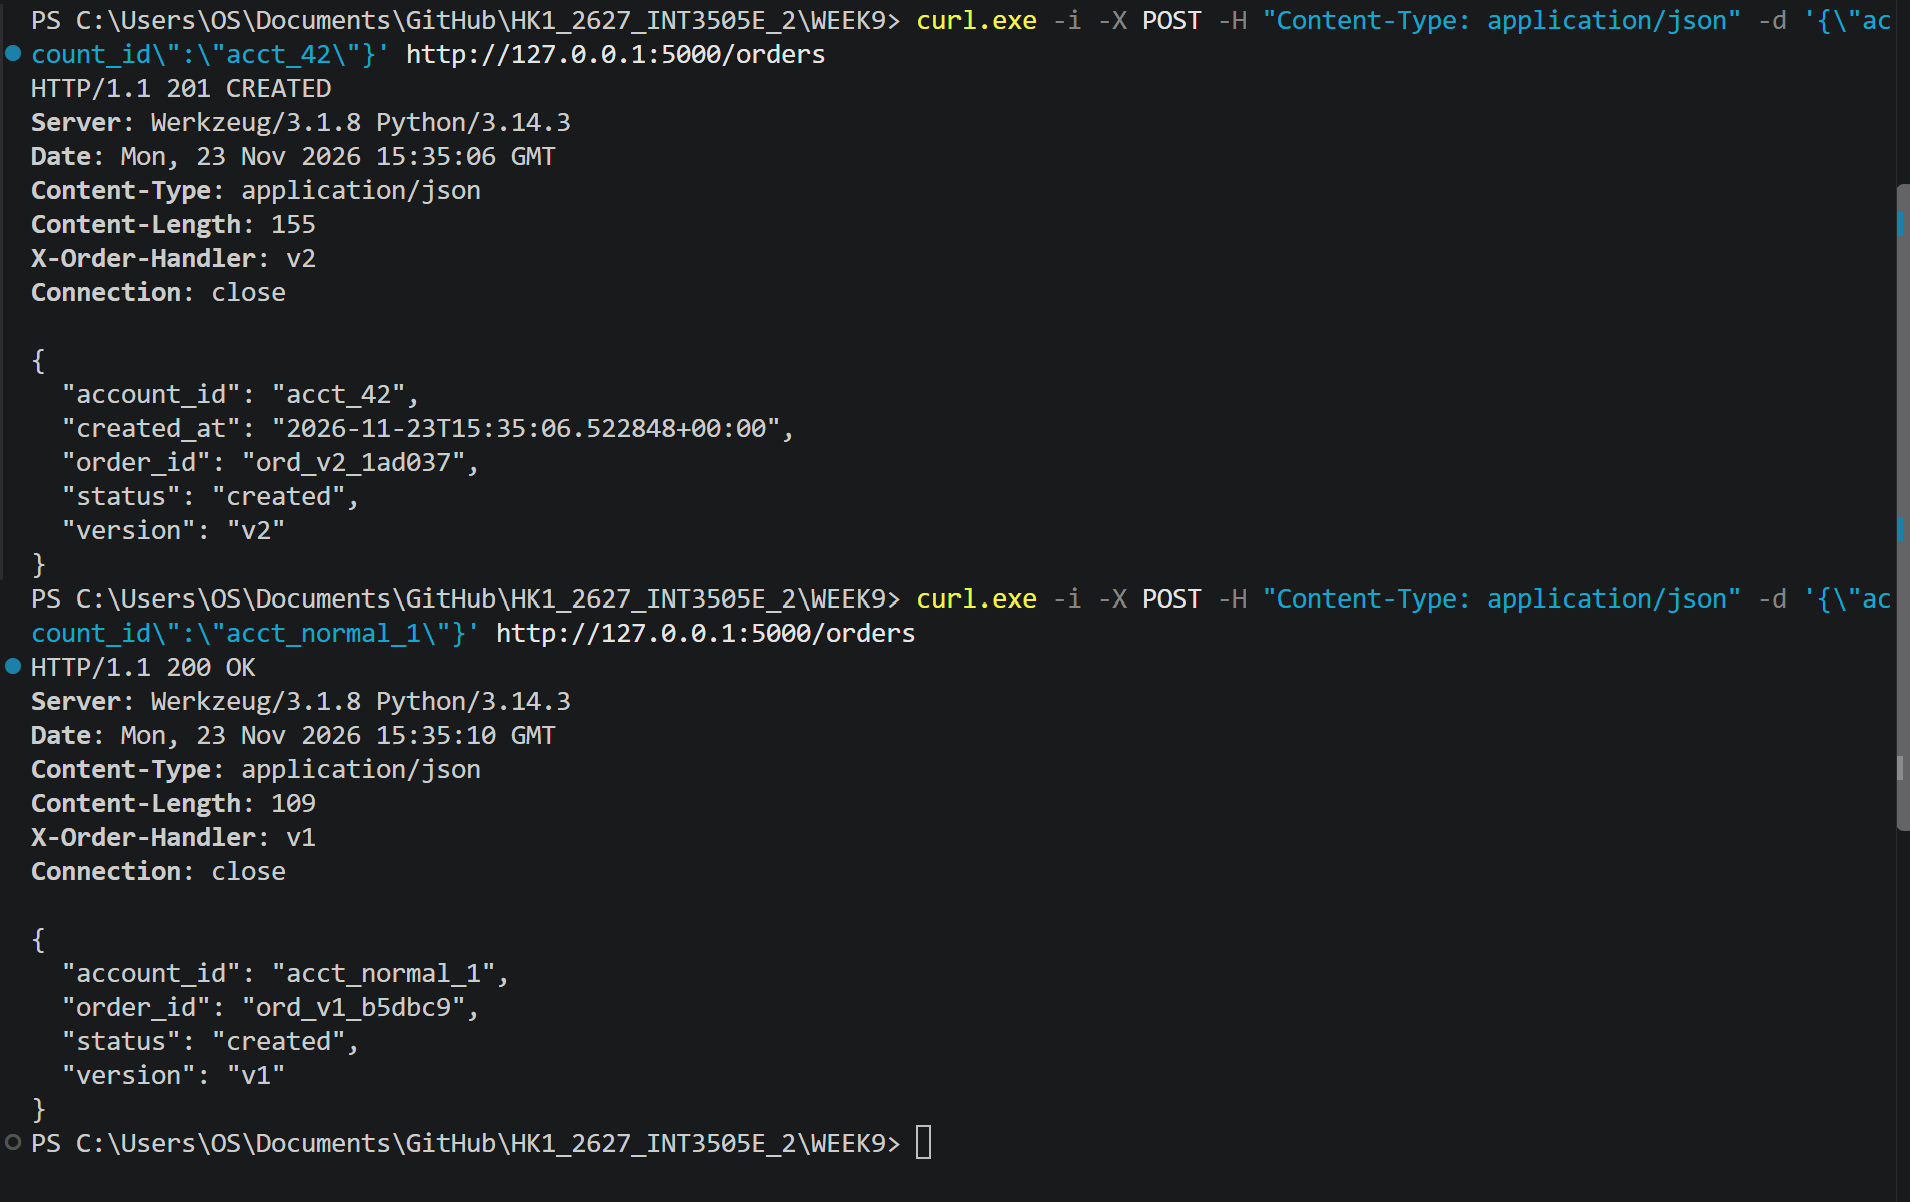 PS C:\Users\OS\Documents\GitHub\HK1_2627_INT3505E_2\WEEK9> curl.exe -i -X POST -H "Content-Type: application/json" -d '{\"ac
count_id\":\"acct_42\"}' http://127.0.0.1:5000/orders
HTTP/1.1 201 CREATED
Server: Werkzeug/3.1.8 Python/3.14.3
Date: Mon, 23 Nov 2026 15:35:06 GMT
Content-Type: application/json
Content-Length: 155
X-Order-Handler: v2
Connection: close

{
  "account_id": "acct_42",
  "created_at": "2026-11-23T15:35:06.522848+00:00",
  "order_id": "ord_v2_1ad037",
  "status": "created",
  "version": "v2"
}
PS C:\Users\OS\Documents\GitHub\HK1_2627_INT3505E_2\WEEK9> curl.exe -i -X POST -H "Content-Type: application/json" -d '{\"ac
count_id\":\"acct_normal_1\"}' http://127.0.0.1:5000/orders
HTTP/1.1 200 OK
Server: Werkzeug/3.1.8 Python/3.14.3
Date: Mon, 23 Nov 2026 15:35:10 GMT
Content-Type: application/json
Content-Length: 109
X-Order-Handler: v1
Connection: close

{
  "account_id": "acct_normal_1",
  "order_id": "ord_v1_b5dbc9",
  "status": "created",
  "version": "v1"
}
PS C:\Users\OS\Documents\GitHub\HK1_2627_INT3505E_2\WEEK9>